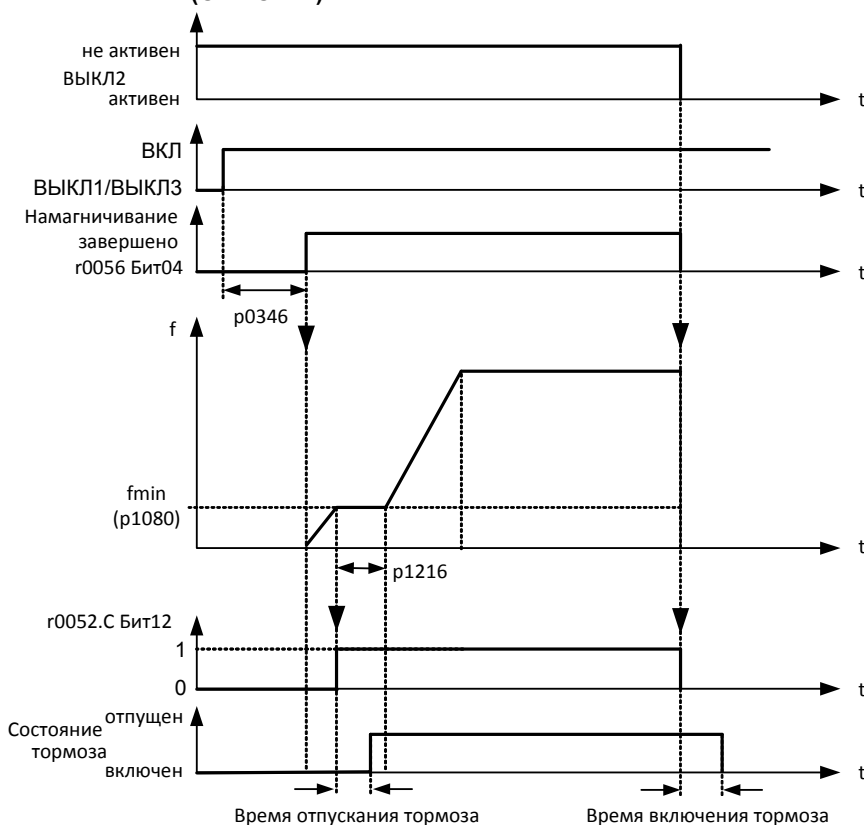 не активен
ВЫКЛ2
активен
t
ВКЛ
ВЫКЛ1/ВЫКЛ3
t
Намагничивание
завершено
r0056 Бит04
t
p0346
f
fmin
(p1080)
t
p1216
r0052.C Бит12
1
0
t
отпущен
Состояние
тормоза
включен
t
Время отпускания тормоза
Время включения тормоза